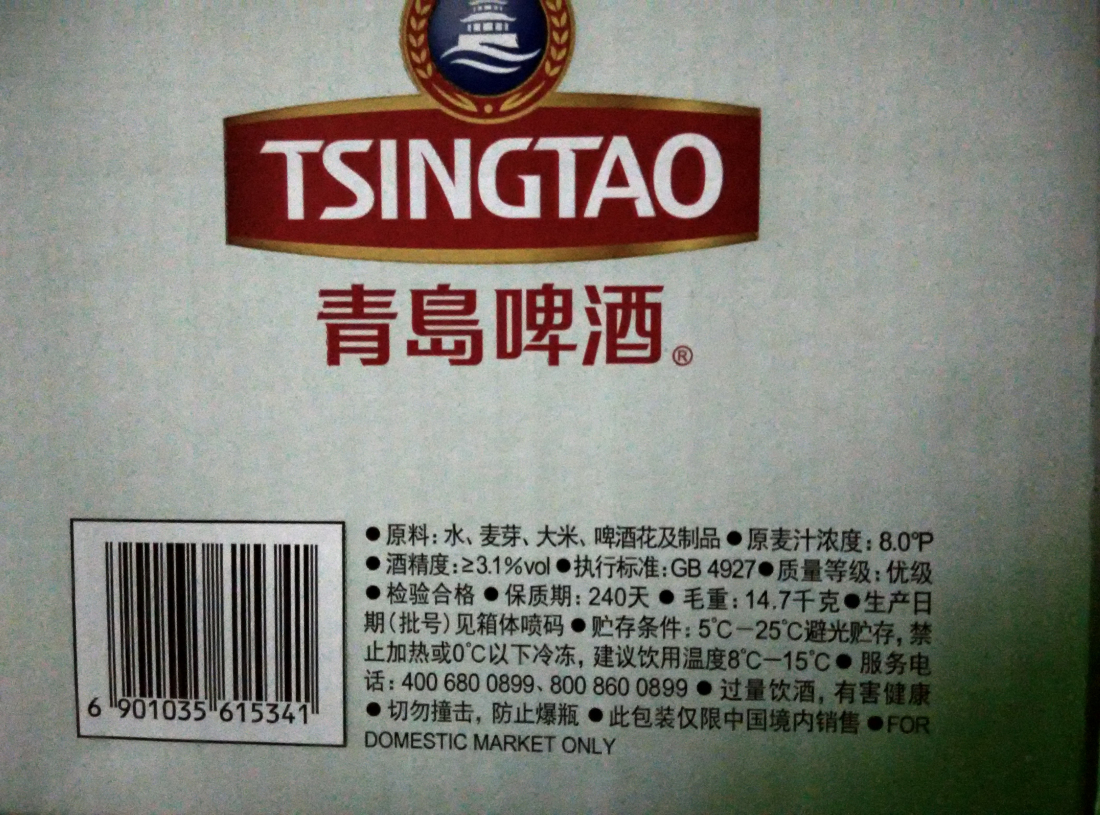 TSINGTAO
青島啤酒®
●原料：水、麦芽、大米、啤酒花及制品●原麦汁浓度：8.0°P
●酒精度：≥3.1%vol●执行标准：GB 4927●质量等级：优级
●检验合格●保质期：240天●毛重：14.7千克●生产日
期（批号）见箱体喷码●贮存条件：5℃－25℃避光贮存，禁
止加热或0℃以下冷冻，建议饮用温度8℃－15℃●服务电
话：400 680 0899、800 860 0899●过量饮酒，有害健康
●切勿撞击，防止爆瓶●此包装仅限中国境内销售●FOR
DOMESTIC MARKET ONLY
6 901035 615341